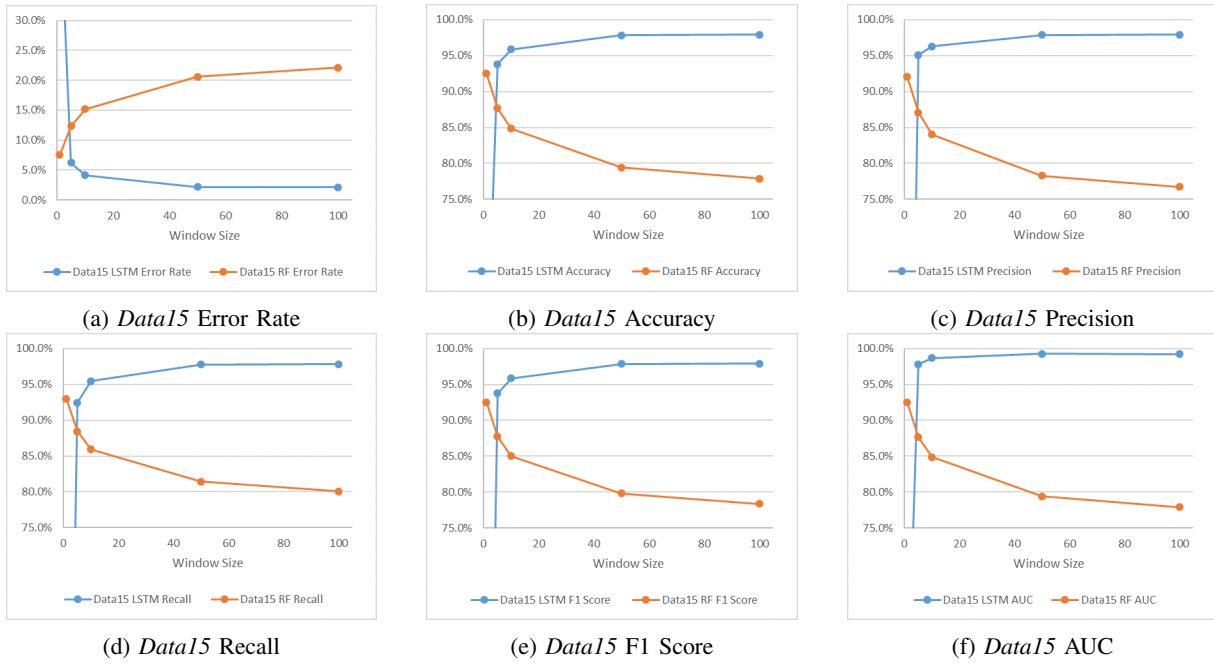 30.0%
25.0%
20.0%
15.0%
10.0%
5.0%
0.0%
0 20 40 60 80 100
Window Size
Data15 LSTM Error Rate Data15 RF Error Rate
(a) Data15 Error Rate
100.0%
95.0%
90.0%
85.0%
80.0%
75.0%
0 20 40 60 80 100
Window Size
Data15 LSTM Accuracy Data15 RF Accuracy
(b) Data15 Accuracy
100.0%
95.0%
90.0%
85.0%
80.0%
75.0%
0 20 40 60 80 100
Window Size
Data15 LSTM Precision Data15 RF Precision
(c) Data15 Precision
100.0%
95.0%
90.0%
85.0%
80.0%
75.0%
0 20 40 60 80 100
Window Size
Data15 LSTM Recall Data15 RF Recall
(d) Data15 Recall
100.0%
95.0%
90.0%
85.0%
80.0%
75.0%
0 20 40 60 80 100
Window Size
Data15 LSTM F1 Score Data15 RF F1 Score
(e) Data15 F1 Score
100.0%
95.0%
90.0%
85.0%
80.0%
75.0%
0 20 40 60 80 100
Window Size
Data15 LSTM AUC Data15 RF AUC
(f) Data15 AUC